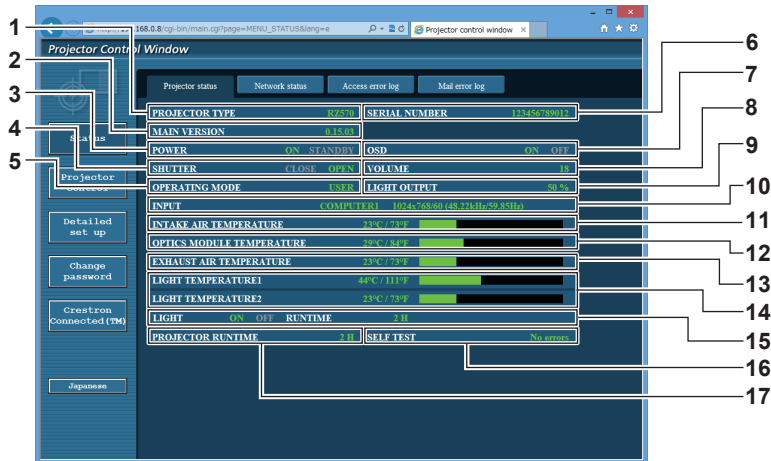 168.0.8/cgi-bin/main.cgi?page=MENU_STATUS&lang=e
Projector control window
Projector Control Window
Projector status Network status Access error log Mail error log
PROJECTOR TYPE RZ570 SERIAL NUMBER 123456789012
MAIN VERSION 0.15.03
POWER ON STANDBY OSD ON OFF
SHUTTER CLOSE OPEN VOLUME 18
OPERATING MODE USER LIGHT OUTPUT 50 %
INPUT COMPUTER1 1024x768/60 (48.22kHz/59.85Hz)
INTAKE AIR TEMPERATURE 23°C / 73°F
OPTICS MODULE TEMPERATURE 29°C / 84°F
EXHAUST AIR TEMPERATURE 23°C / 73°F
LIGHT TEMPERATURE1 44°C / 111°F
LIGHT TEMPERATURE2 23°C / 73°F
LIGHT ON OFF RUNTIME 2 H
PROJECTOR RUNTIME 2 H SELF TEST No errors
Status
Projector
control
Detailed
set up
Change
password
Crestron
Connected(TM)
Japanese
1
2
3
4
5
6
7
8
9
10
11
12
13
14
15
16
17